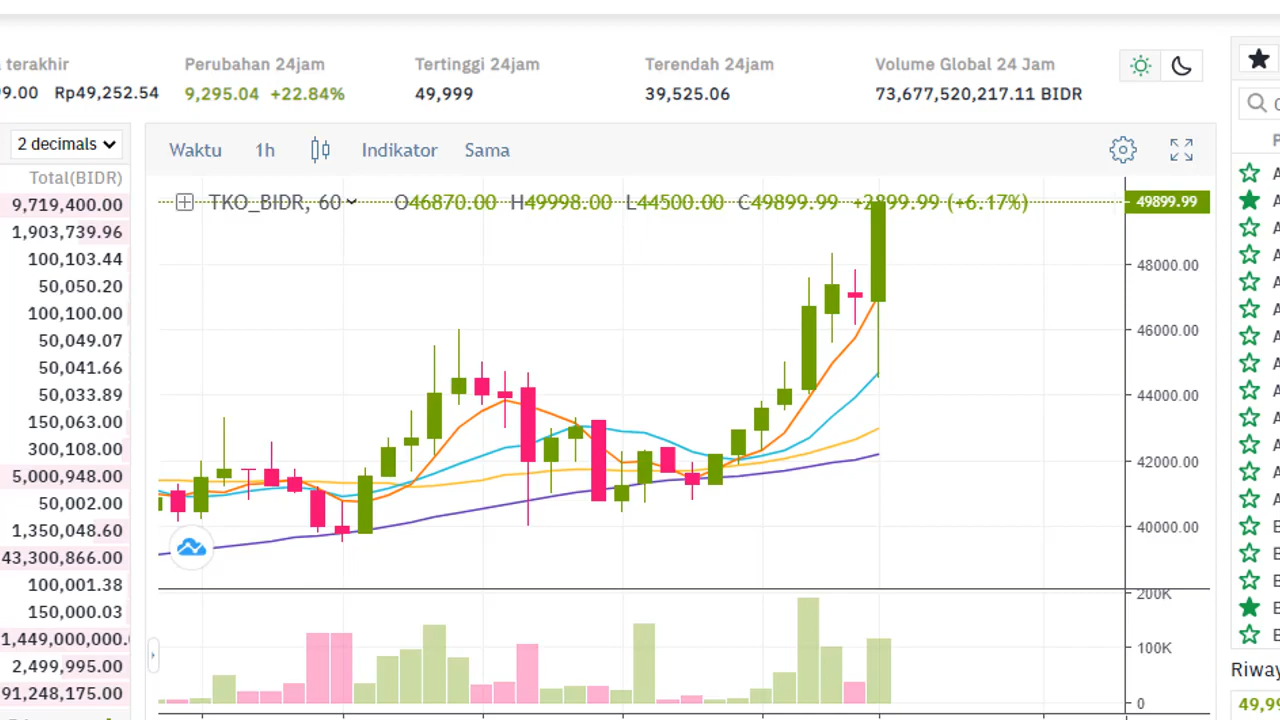 terakhir
Perubahan 24jam
Tertinggi 24jam
Terendah 24jam
Volume Global 24 Jam
99.00 Rp49,252.54
9,295.04 +22.84%
49,999
39,525.06
73,677,520,217.11 BIDR
2 decimals
Waktu 1h Indikator Sama
Total(BIDR)
9,719,400.00
1,903,739.96
100,103.44
50,050.20
100,100.00
50,049.07
50,041.66
50,033.89
150,063.00
300,108.00
5,000,948.00
50,002.00
1,350,048.60
43,300,866.00
100,001.38
150,000.03
1,449,000,000.
2,499,995.00
91,248,175.00
TKO_BIDR, 60 O46870.00 H49998.00 L44500.00 C49899.99 +2899.99 (+6.17%)
49899.99
48000.00
46000.00
44000.00
42000.00
40000.00
200K
100K
0
Riway
49,99